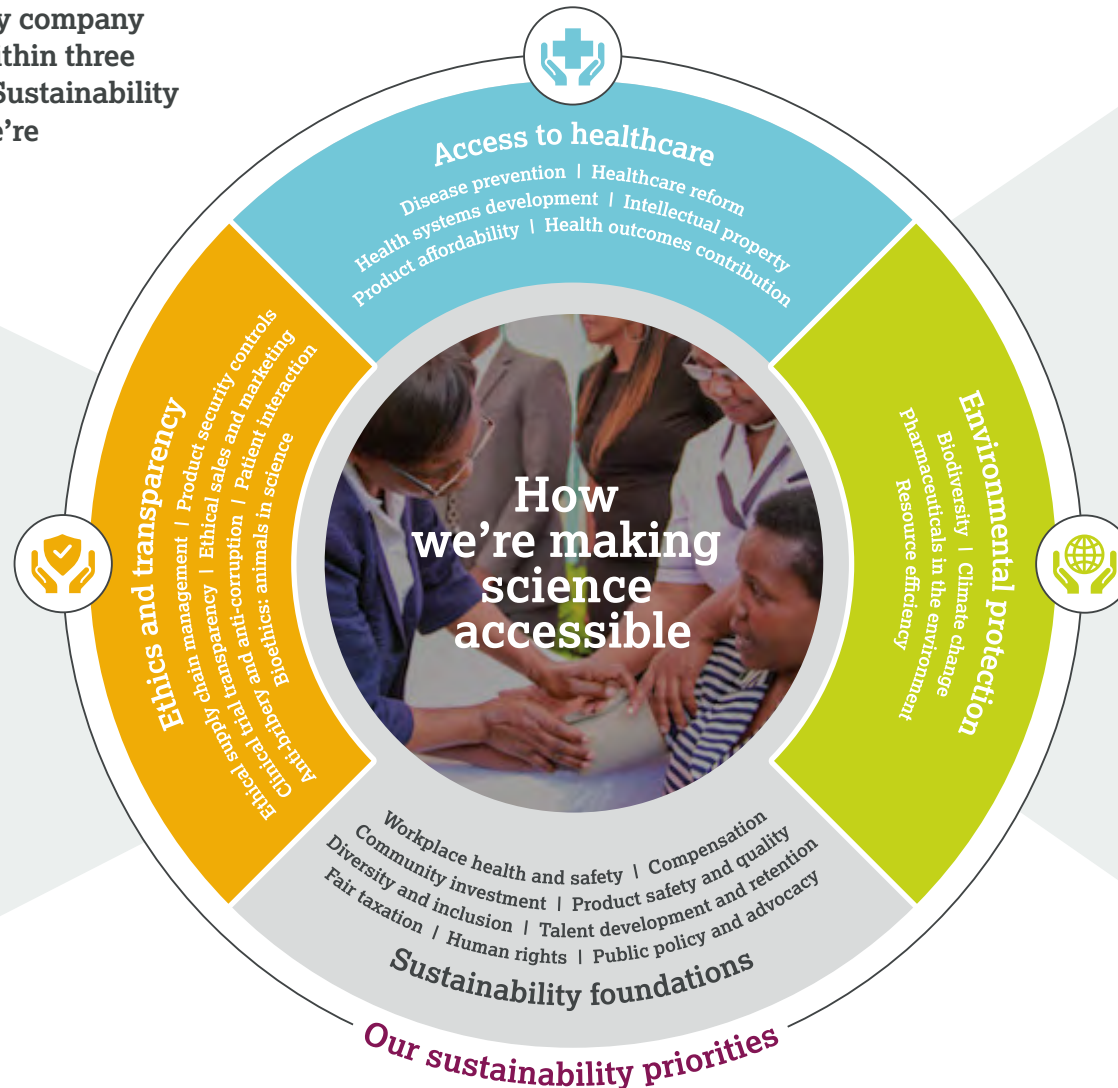 y company
ithin three
Sustainability
e're
Access to healthcare
Disease prevention | Healthcare reform
Health systems development | Intellectual property
Product affordability | Health outcomes contribution
Ethics and transparency
Ethical supply chain management | Product security controls
Clinical trial transparency | Ethical sales and marketing
Anti-bribery and anti-corruption | Patient interaction
Bioethics: animals in science
How
we're making
science
accessible
Environmental protection
Biodiversity | Climate change
Pharmaceuticals in the environment
Resource efficiency
Workplace health and safety | Compensation
Community investment | Product safety and quality
Diversity and inclusion | Talent development and retention
Fair taxation | Human rights | Public policy and advocacy
Sustainability foundations
Our sustainability priorities